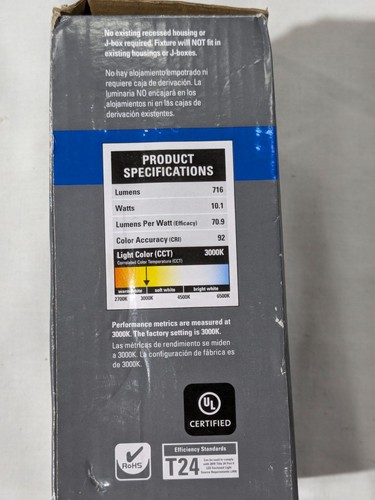 No existing recessed housing or
J-box required. Fixture will NOT fit in
existing housings or J-boxes.
No hay alojamiento empotrado ni
requiere caja de derivación. La
luminaria NO encajará en los
alojamientos ni en las cajas de
derivación existentes.
PRODUCT
SPECIFICATIONS
Lumens 716
Watts 10.1
Lumens Per Watt (Efficacy) 70.9
Color Accuracy (CRI) 92
Light Color (CCT) 3000K
Correlated Color Temperature (CCT)
warm white soft white bright white
2700K 3000K 4500K 6500K
Performance metrics are measured at
3000K. The factory setting is 3000K.
Las métricas de rendimiento se miden
a 3000K. La configuración de fábrica es
de 3000K.
UL
CERTIFIED
RoHS
Efficiency Standards
T24